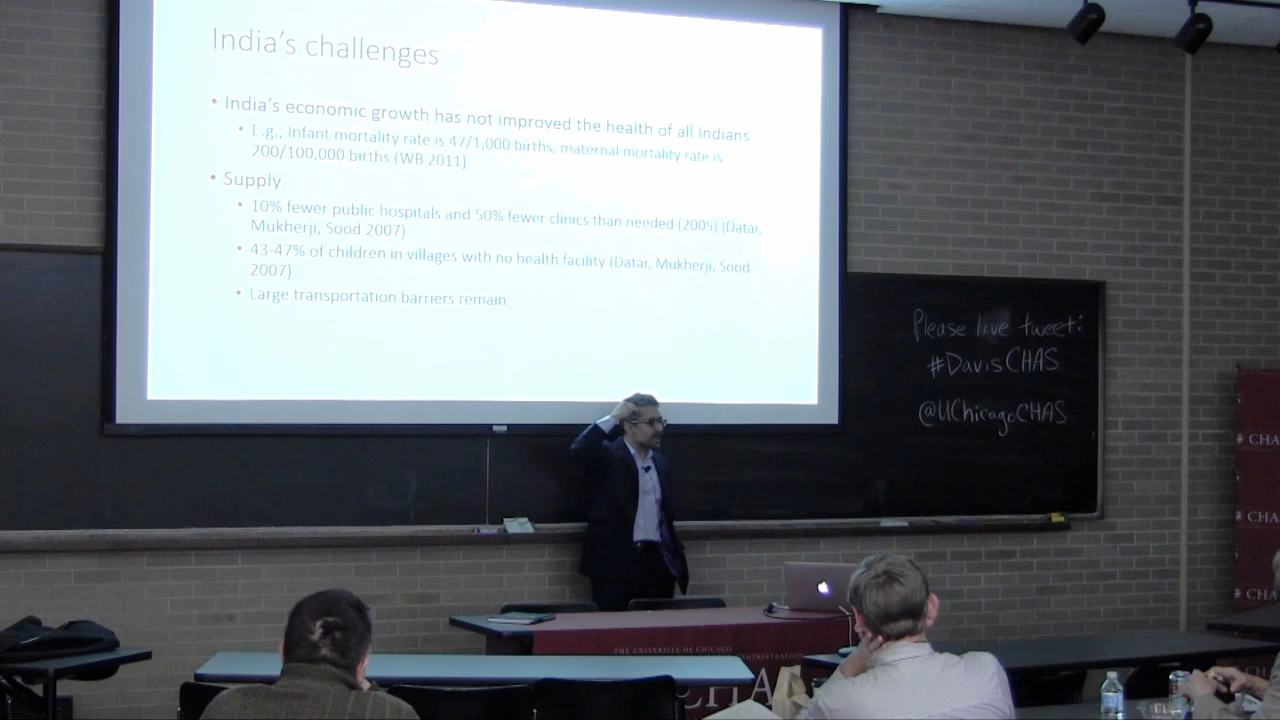 India's challenges
• India's economic growth has not improved the health of all Indians
• E.g., Infant mortality rate is 47/1,000 births, maternal mortality rate is
200/100,000 births (WB 2011)
• Supply
• 10% fewer public hospitals and 50% fewer clinics than needed (2005) (Datar,
Mukherji, Sood 2007)
• 43-47% of children in villages with no health facility (Datar, Mukherji, Sood
2007)
• Large transportation barriers remain
Please live tweet:
#DavisCHAS
@UChicagoCHAS
CHA
CHA
CHA
THE UNIVERSITY OF CHICAGO
ADMINISTRATION
CHA